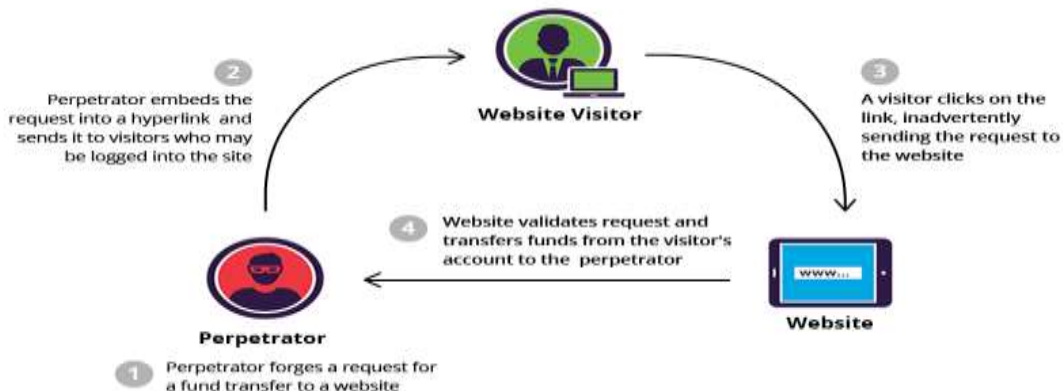 2
Perpetrator embeds the
request into a hyperlink and
sends it to visitors who may
be logged into the site
Website Visitor
3
A visitor clicks on the
link, inadvertently
sending the request to
the website
4
Website validates request and
transfers funds from the visitor's
account to the perpetrator
www...
Perpetrator
Website
1
Perpetrator forges a request for
a fund transfer to a website